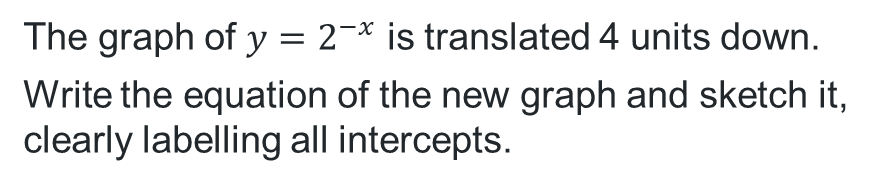 The graph of y = 2⁻ˣ is translated 4 units down.
Write the equation of the new graph and sketch it,
clearly labelling all intercepts.